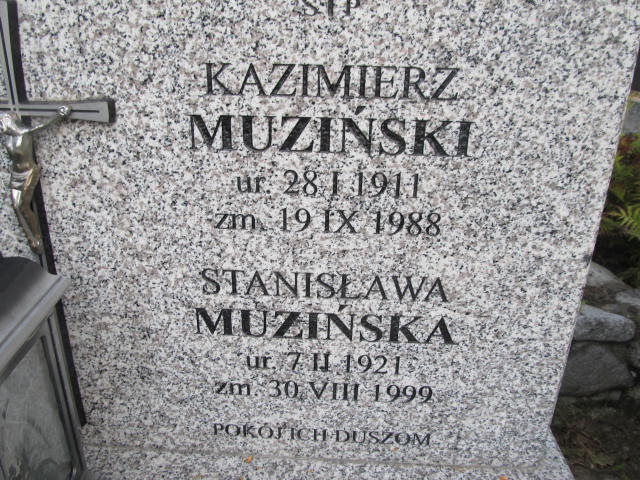 ŚTP
KAZIMIERZ
MUZIŃSKI
ur. 28 I 1911
zm. 19 IX 1988
STANISŁAWA
MUZIŃSKA
ur. 7 II 1921
zm. 30 VIII 1999
POKÓJ ICH DUSZOM